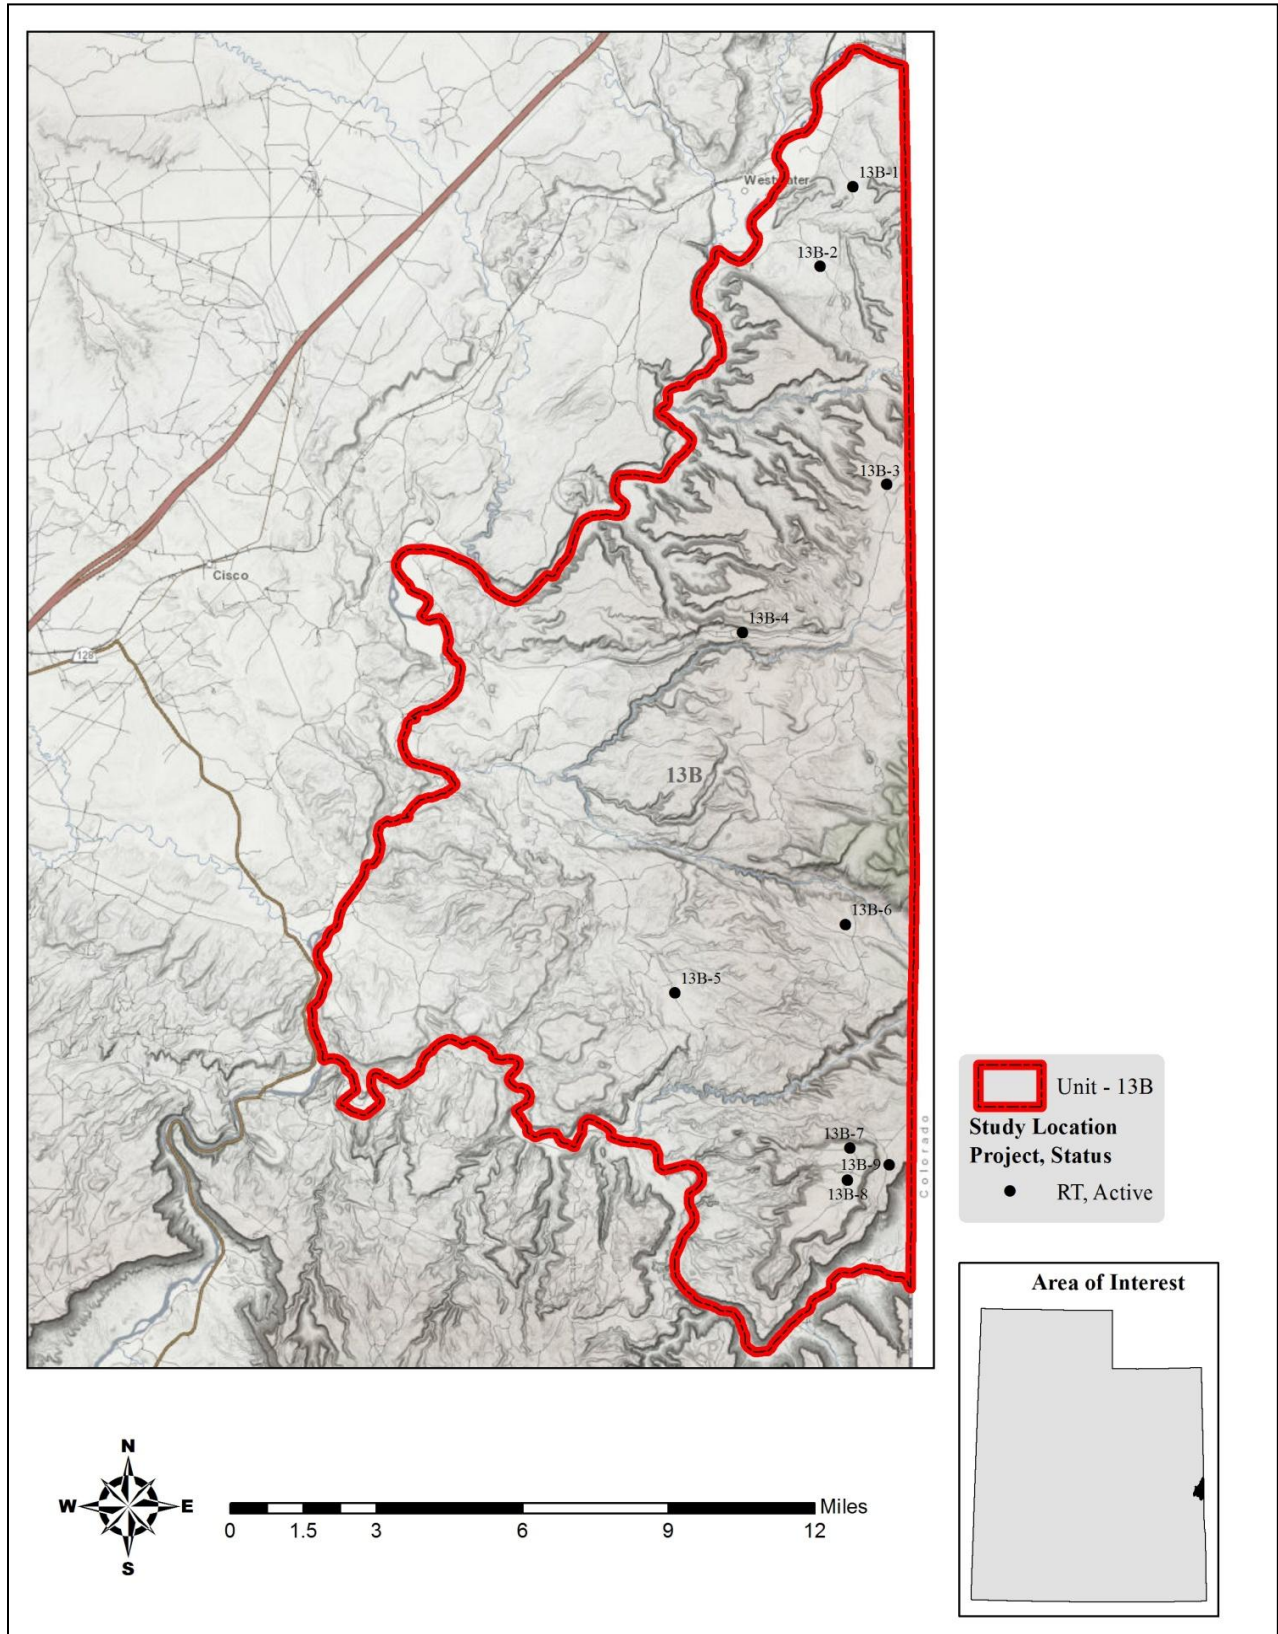 Westwater
13B-1
13B-2
13B-3
Cisco
13B-4
128
13B
13B-6
13B-5
Unit - 13B
Study Location
Project, Status
RT, Active
13B-7
13B-9
13B-8
Colorado
Area of Interest
N
W E
S
Miles
0 1.5 3 6 9 12